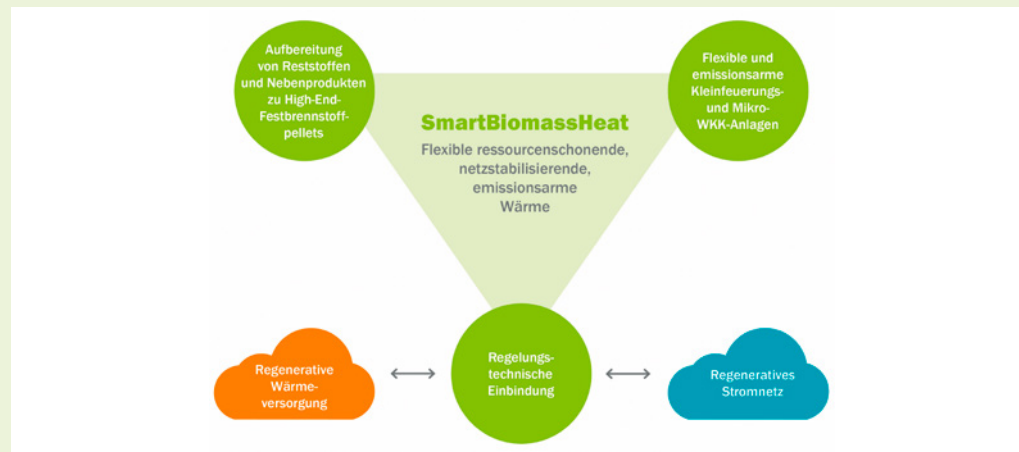 Aufbereitung
von Reststoffen
und Nebenprodukten
zu High-End-
Festbrennstoff-
pellets
Flexible und
emissionsarme
Kleinfeuerungs-
und Mikro-
WKK-Anlagen
SmartBiomassHeat
Flexible ressourcenschonende,
netzstabilisierende,
emissionsarme
Wärme
Regenerative
Wärme-
versorgung
Regelungs-
technische
Einbindung
Regeneratives
Stromnetz